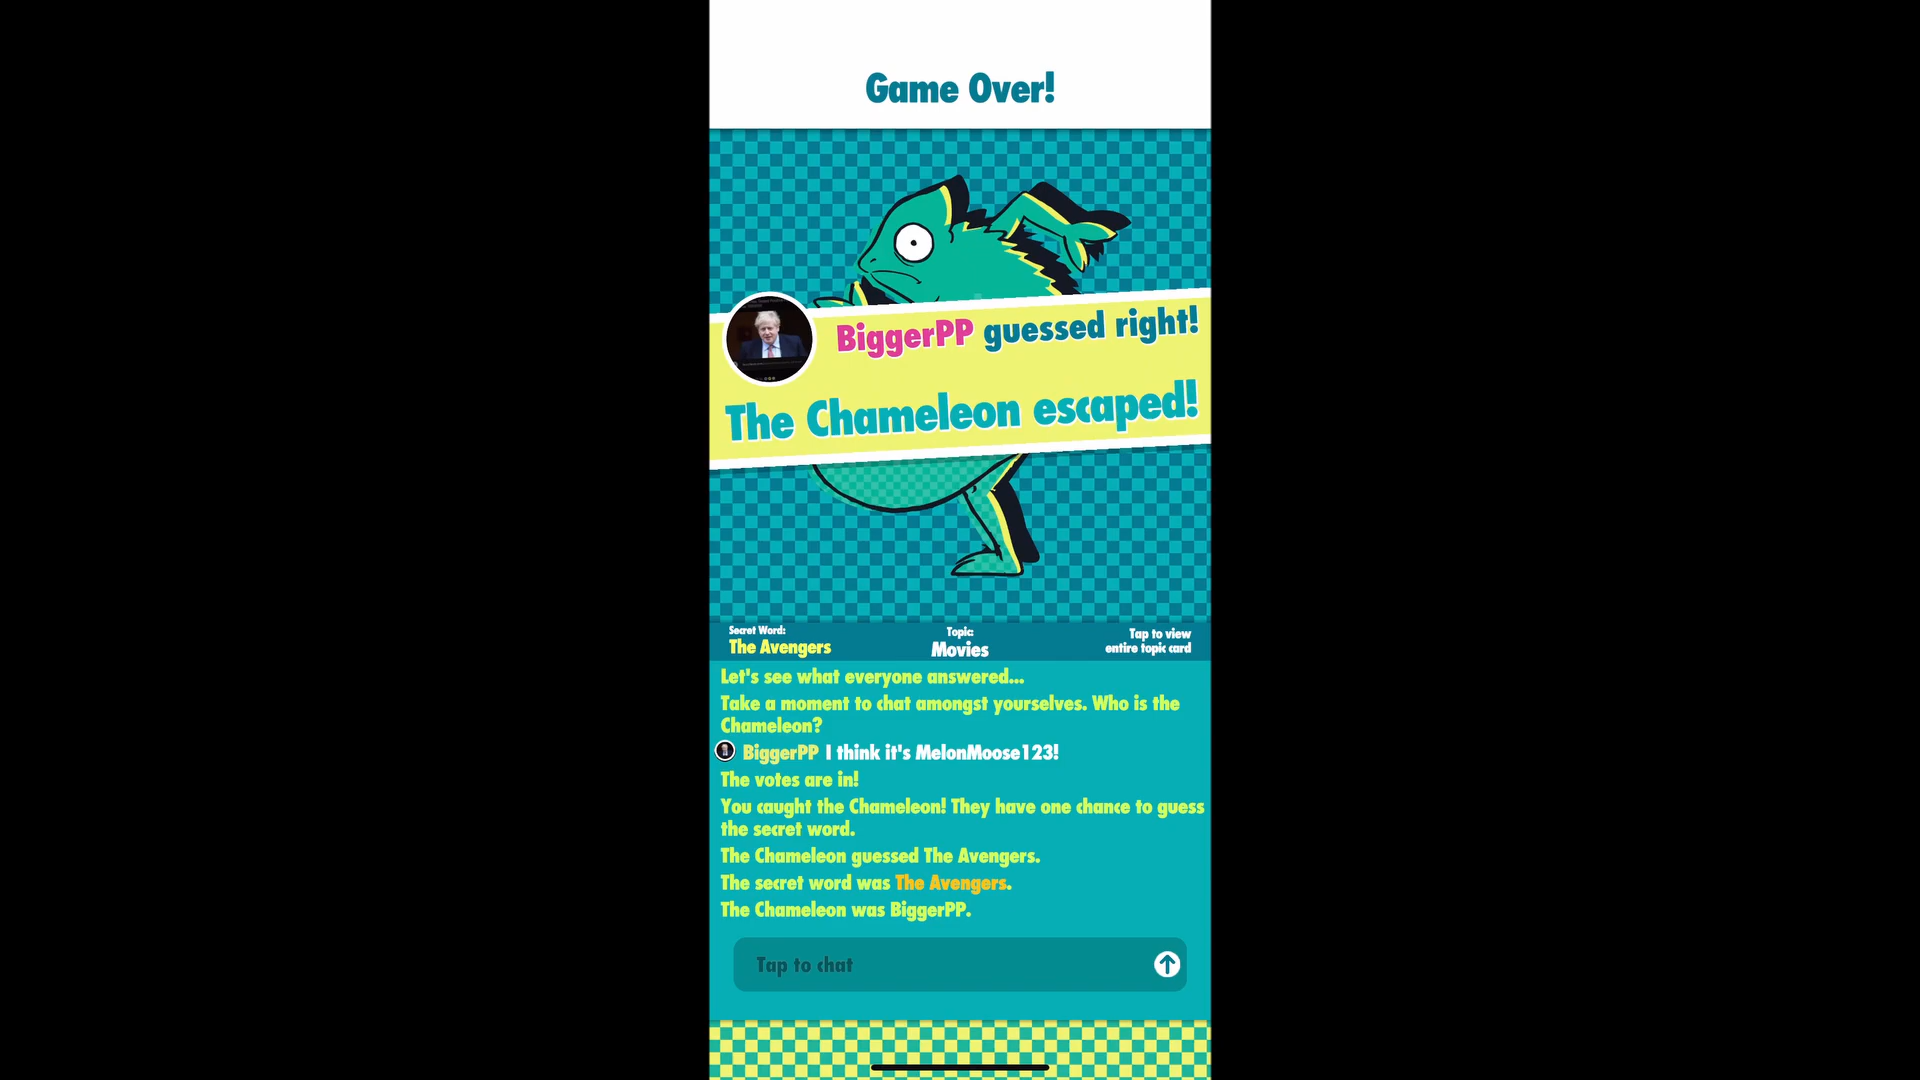 Game Over!
BiggerPP guessed right!
The Chameleon escaped!
Secret Word:
The Avengers
Topic:
Movies
Tap to view
entire topic card
Let's see what everyone answered...
Take a moment to chat amongst yourselves. Who is the
Chameleon?
BiggerPP I think it's MelonMoose123!
The votes are in!
You caught the Chameleon! They have one chance to guess
the secret word.
The Chameleon guessed The Avengers.
The secret word was The Avengers.
The Chameleon was BiggerPP.
Tap to chat